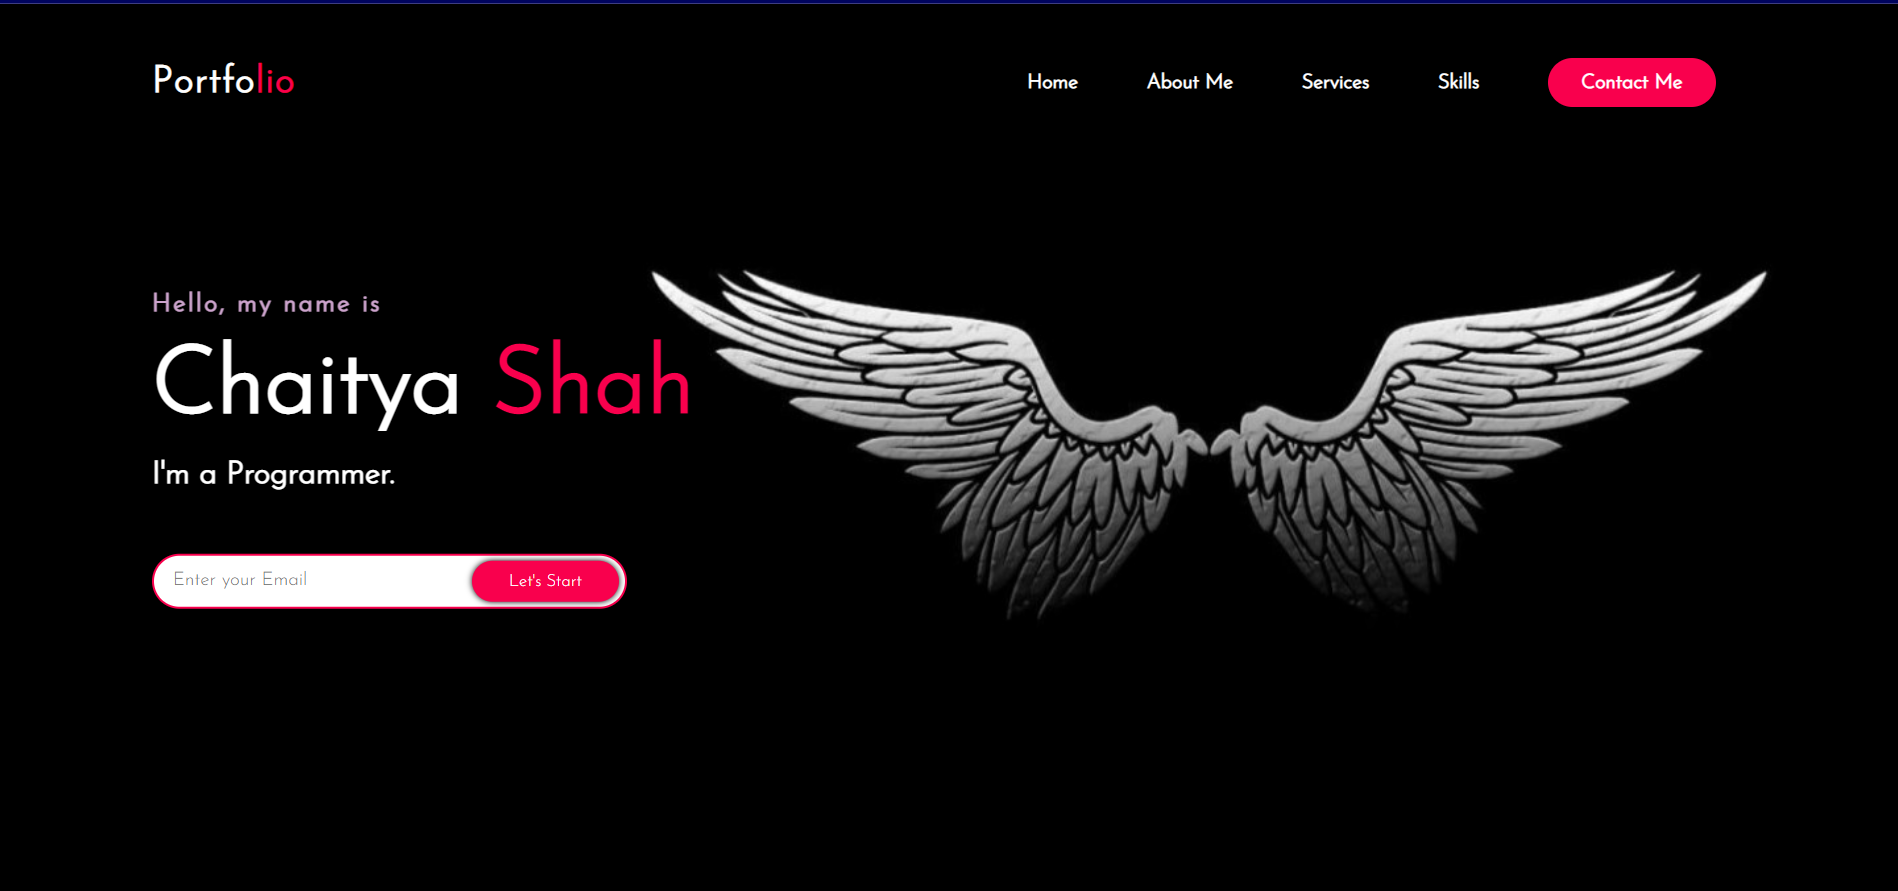 Portfolio
Home About Me Services Skills Contact Me
Hello, my name is
Chaitya Shah
I'm a Programmer.
Enter your Email Let's Start